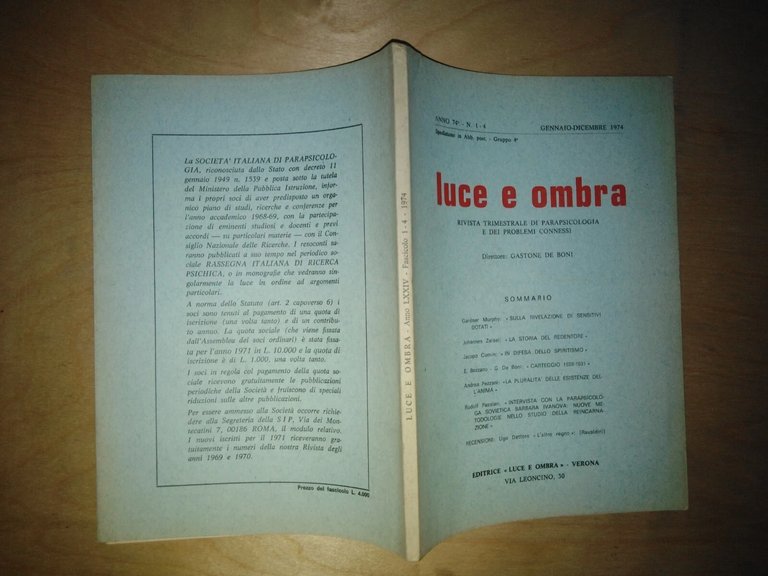 La SOCIETA' ITALIANA DI PARAPSICOLO-
GIA, riconosciuta dallo Stato con decreto 11
gennaio 1949 n. 1539 e posta sotto la tutela
del Ministero della Pubblica Istruzione, infor-
ma i propri soci di aver predisposto un or-
ganico piano di studi, ricerche e conferenze per
l'anno accademico 1968-69, con la partecipa-
zione di eminenti studiosi e docenti e previ
accordi — su particolari materie — con il Con-
siglio Nazionale delle Ricerche. I resoconti sa-
ranno pubblicati a suo tempo nel periodico so-
ciale RASSEGNA ITALIANA DI RICERCA
PSICHICA, o in monografie che vedranno sin-
golarmente la luce in ordine ad argomenti
particolari.
A norma dello Statuto (art. 2 capoverso 6) i
soci sono tenuti al pagamento di una quota di
iscrizione (una volta tanto) e di un contribu-
to annuo. La quota sociale (che viene fissata
dall'Assemblea dei soci ordinari) è stata fis-
sata per l'anno 1971 in L. 10.000 e la quota di
iscrizione è di L. 1.000, una volta tanto.
I soci in regola col pagamento della quota so-
ciale ricevono gratuitamente le pubblicazioni
periodiche della Società e fruiscono di speciali
riduzioni sulle altre pubblicazioni.
Per essere ammesso alla Società occorre richie-
dere alla Segreteria della S I P, Via dei Mon-
tecatini 7, 00186 ROMA, il modulo relativo.
I nuovi iscritti per il 1971 riceveranno gra-
tuitamente i numeri della nostra Rivista degli
anni 1969 e 1970.
Prezzo del fascicolo L. 4.000
LUCE E OMBRA - Anno LXXIV - Fascicolo 1 - 4 - 1974
ANNO 74° - N. 1 - 4
GENNAIO-DICEMBRE 1974
Spedizione in Abb. post. - Gruppo 4°
luce e ombra
RIVISTA TRIMESTRALE DI PARAPSICOLOGIA
E DEI PROBLEMI CONNESSI
Direttore: GASTONE DE BONI
SOMMARIO
Gardner Murphy: « SULLA RIVELAZIONE DI SENSITIVI
DOTATI »
Johannes Zeisel: « LA STORIA DEL REDENTORE »
Jacopo Comin: « IN DIFESA DELLO SPIRITISMO »
E. Bozzano - G. De Boni: « CARTEGGIO 1930-1931 »
Andrea Fezzani: « LA PLURALITA' DELLE ESISTENZE DEL-
L'ANIMA »
Rudolf Passian: « INTERVISTA CON LA PARAPSICOLO-
GA SOVIETICA BARBARA IVANOVA: NUOVE ME-
TODOLOGIE NELLO STUDIO DELLA REINCARNA-
ZIONE »
RECENSIONI: Ugo Dettore « L'altro regno »: (Ravaldini)
EDITRICE « LUCE E OMBRA » - VERONA
VIA LEONCINO, 30